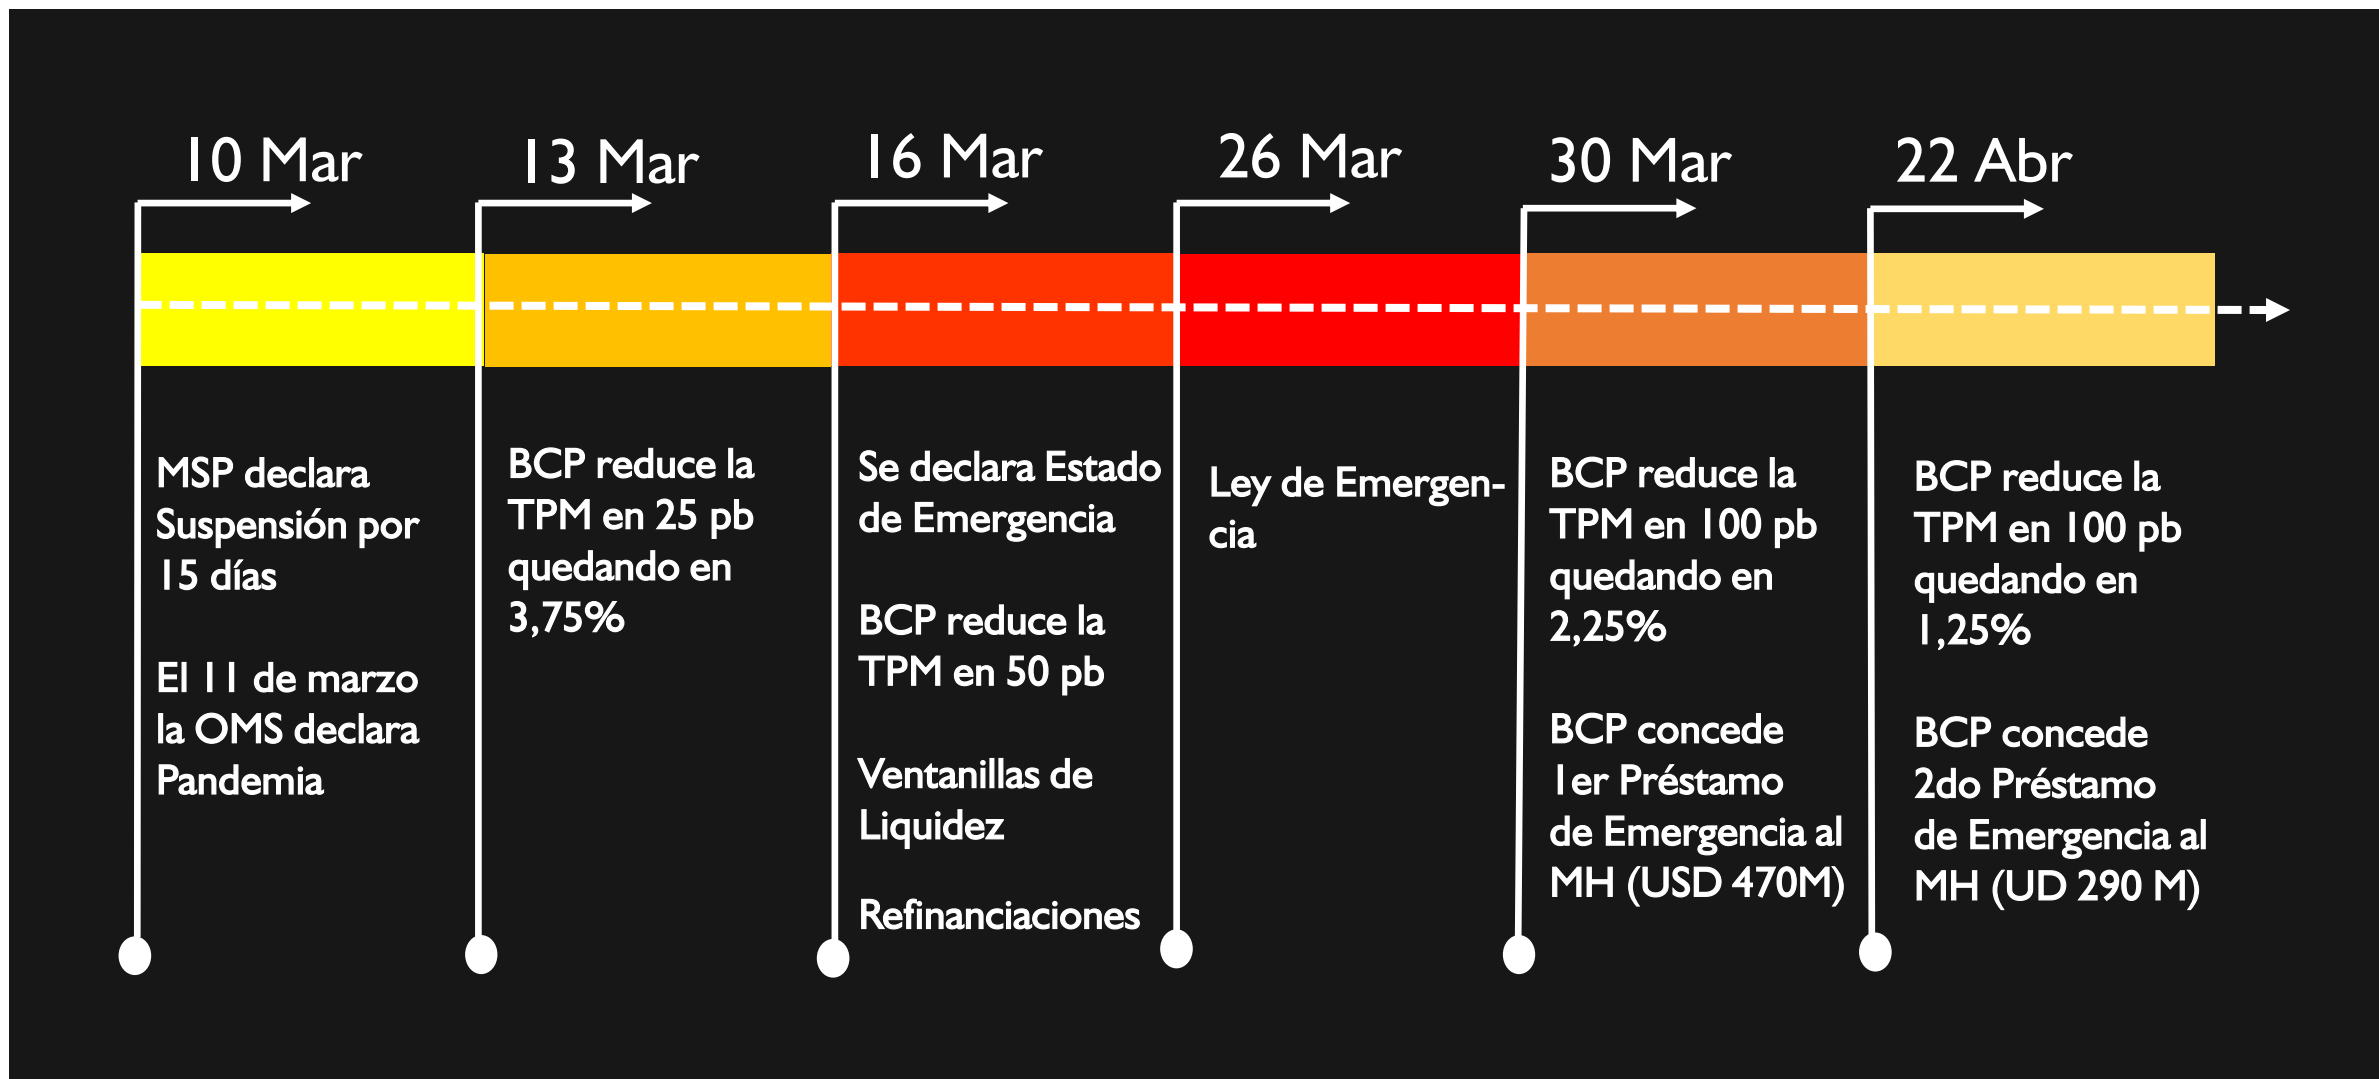 10 Mar
13 Mar
16 Mar
26 Mar
30 Mar
22 Abr
MSP declara
Suspensión por
15 días
El 11 de marzo
la OMS declara
Pandemia
BCP reduce la
TPM en 25 pb
quedando en
3,75%
Se declara Estado
de Emergencia
BCP reduce la
TPM en 50 pb
Ventanillas de
Liquidez
Refinanciaciones
Ley de Emergen-
cia
BCP reduce la
TPM en 100 pb
quedando en
2,25%
BCP concede
1er Préstamo
de Emergencia al
MH (USD 470M)
BCP reduce la
TPM en 100 pb
quedando en
1,25%
BCP concede
2do Préstamo
de Emergencia al
MH (UD 290 M)